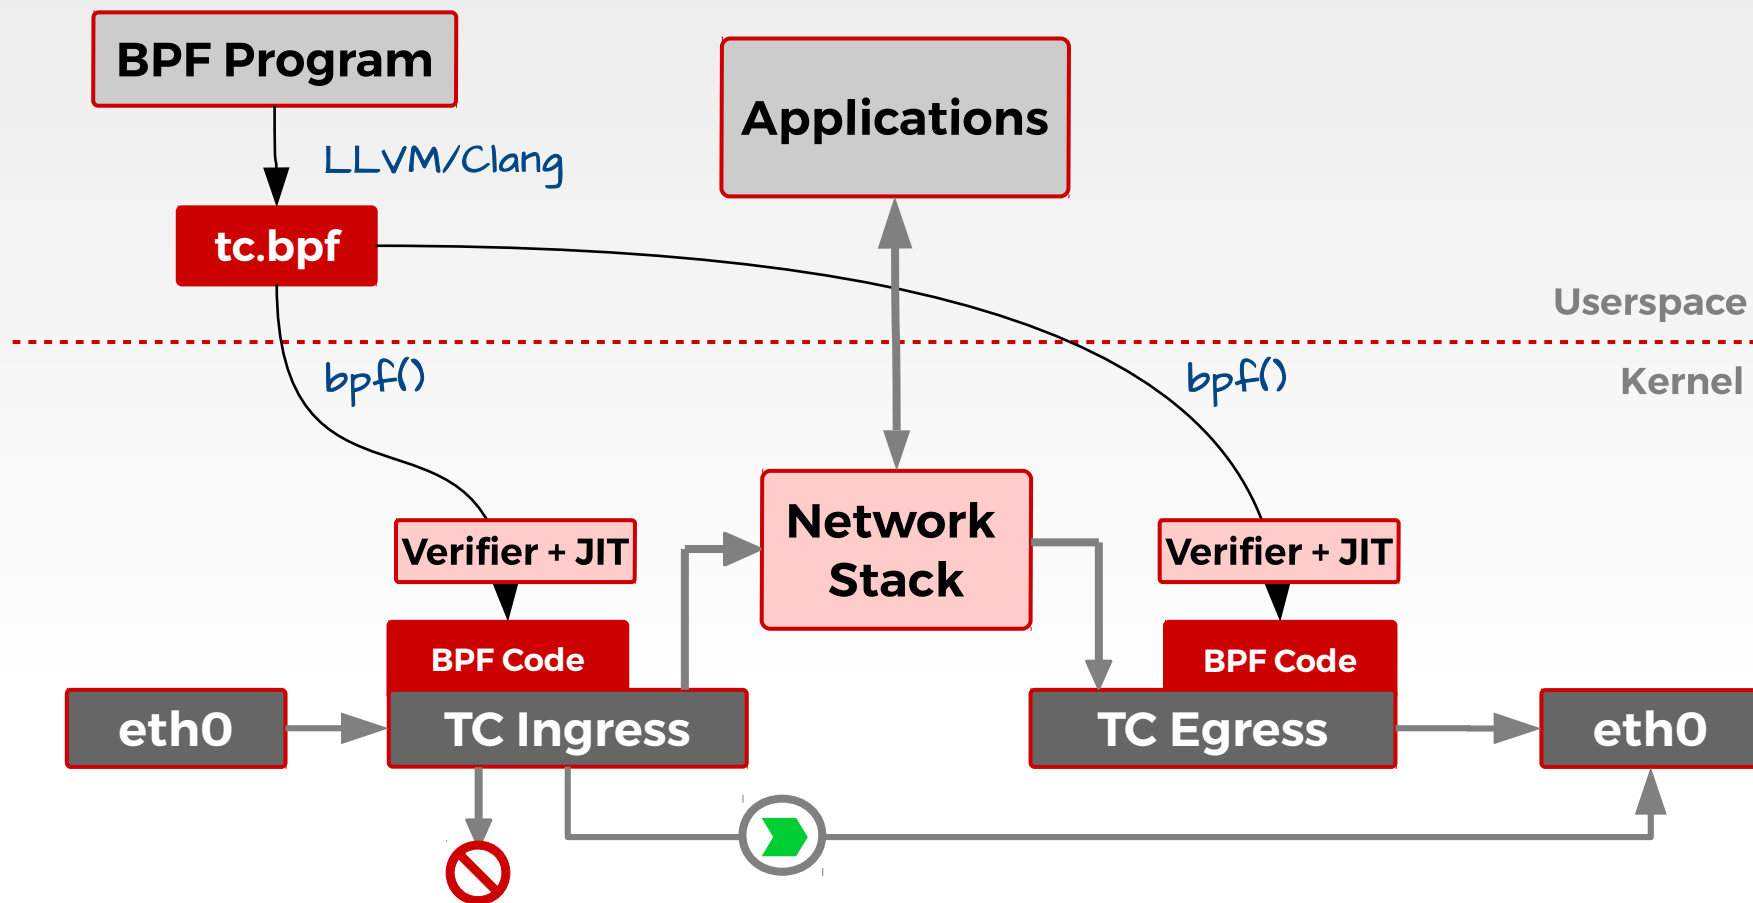 BPF Program
Applications
LLVM/Clang
tc.bpf
Userspace
bpf()
bpf()
Kernel
Network
Stack
Verifier + JIT
Verifier + JIT
BPF Code
BPF Code
eth0
TC Ingress
TC Egress
eth0